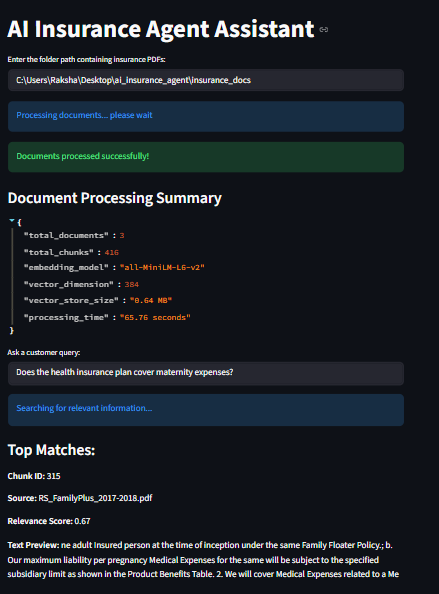 AI Insurance Agent Assistant
Enter the folder path containing insurance PDFs:
C:\Users\Raksha\Desktop\ai_insurance_agent\insurance_docs
Processing documents... please wait
Documents processed successfully!
Document Processing Summary
{
"total_documents" : 3
"total_chunks" : 416
"embedding_model" : "all-MiniLM-L6-v2"
"vector_dimension" : 384
"vector_store_size" : "0.64 MB"
"processing_time" : "65.76 seconds"
}
Ask a customer query:
Does the health insurance plan cover maternity expenses?
Searching for relevant information...
Top Matches:
Chunk ID: 315
Source: RS_FamilyPlus_2017-2018.pdf
Relevance Score: 0.67
Text Preview: ne adult Insured person at the time of inception under the same Family Floater Policy.; b.
Our maximum liability per pregnancy Medical Expenses for the same will be subject to the specified
subsidiary limit as shown in the Product Benefits Table. 2. We will cover Medical Expenses related to a Me